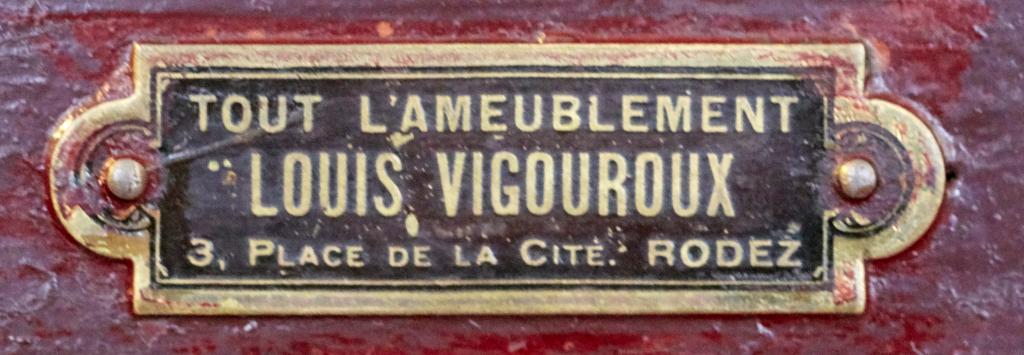 TOUT L'AMEUBLEMENT
LOUIS VIGOUROUX
3, PLACE DE LA CITÉ. RODEZ